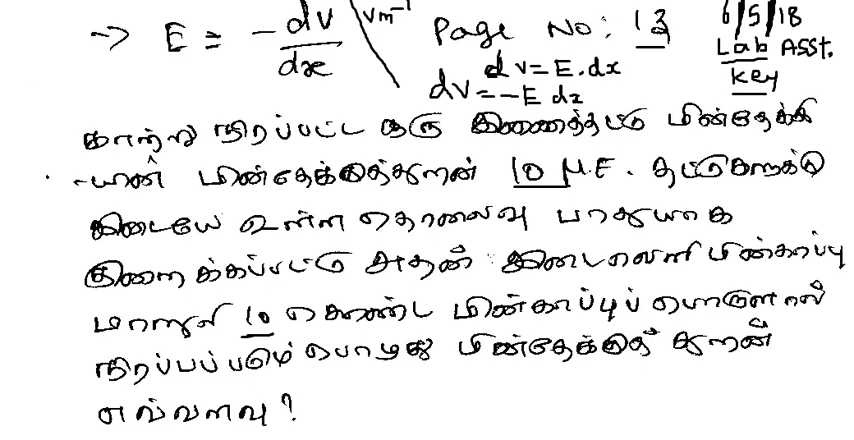 -> E = -dV/dx Vm⁻¹ Page No: 13 6/5/18
Lab Asst.
dV = E.dx key
dV = -E dx
காற்று நிரப்பட்ட ஒரு இணைத்தட்டு மின்தேக்கி
-யின் மின்தேக்குத்திறன் 10 μF. தட்டுகளுக்கு
இடையே உள்ள தொலைவு பாதியாக
குறைக்கப்பட்டு அதன் இடைவெளி மின்காப்பு
மாறிலி 10 கொண்ட மின்காப்புப் பொருளால்
நிரப்பப்படும் பொழுது மின்தேக்குத் திறன்
எவ்வளவு?